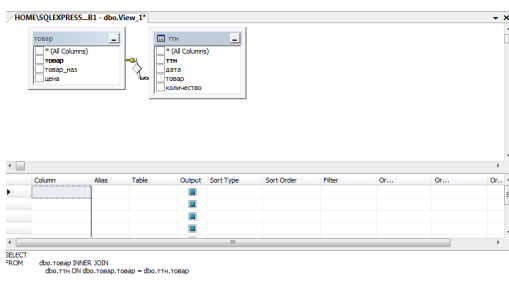 HOME\SQLEXPRESS...B1 - dbo.View_1*
товар
* (All Columns)
товар
товар_наз
цена
ттн
* (All Columns)
ттн
дата
товар
количество
Column Alias Table Output Sort Type Sort Order Filter Or... Or... Or...
SELECT
FROM dbo.товар INNER JOIN
dbo.ттн ON dbo.товар.товар = dbo.ттн.товар